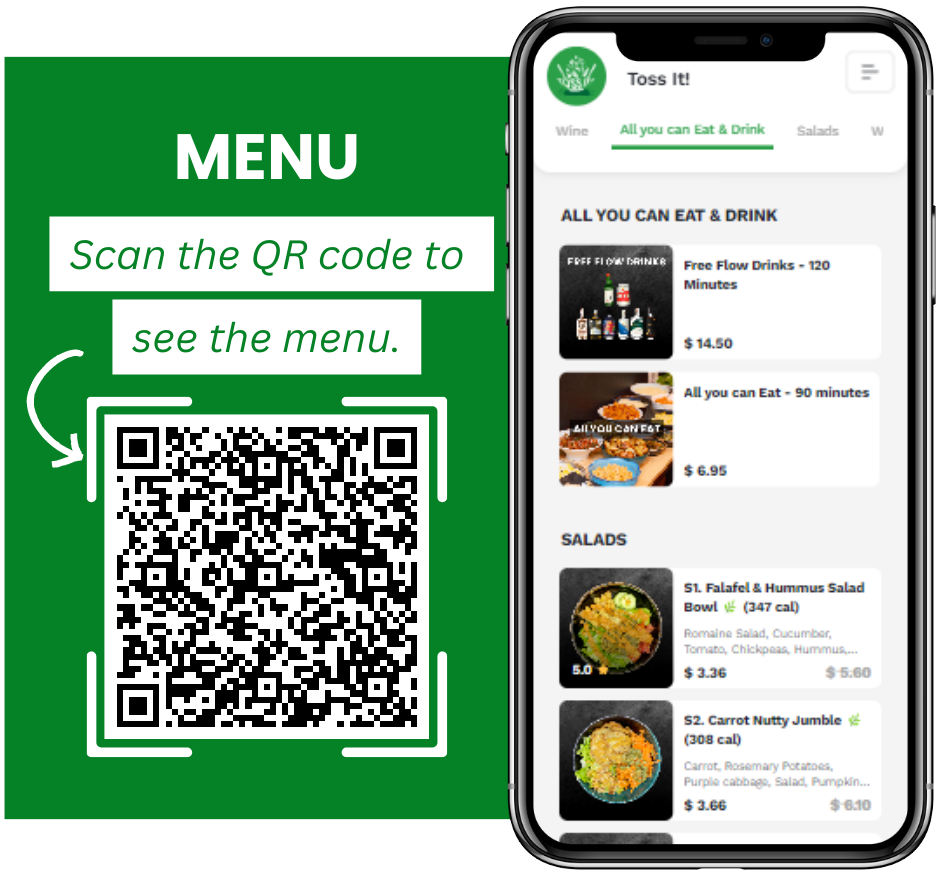 MENU
Scan the QR code to
see the menu.
Toss It!
Wine All you can Eat & Drink Salads W
ALL YOU CAN EAT & DRINK
FREE FLOW DRINKS
Free Flow Drinks - 120
Minutes
$ 14.50
All you can Eat - 90 minutes
All YOU CAN EAT
$ 6.95
SALADS
S1. Falafel & Hummus Salad
Bowl 🌿 (347 cal)
Romaine Salad, Cucumber,
Tomato, Chickpeas, Hummus,...
5.0 ⭐
$ 3.36 $ 5.60
S2. Carrot Nutty Jumble 🌿
(308 cal)
Carrot, Rosemary Potatoes,
Purple cabbage, Salad, Pumpkin...
$ 3.66 $ 6.10